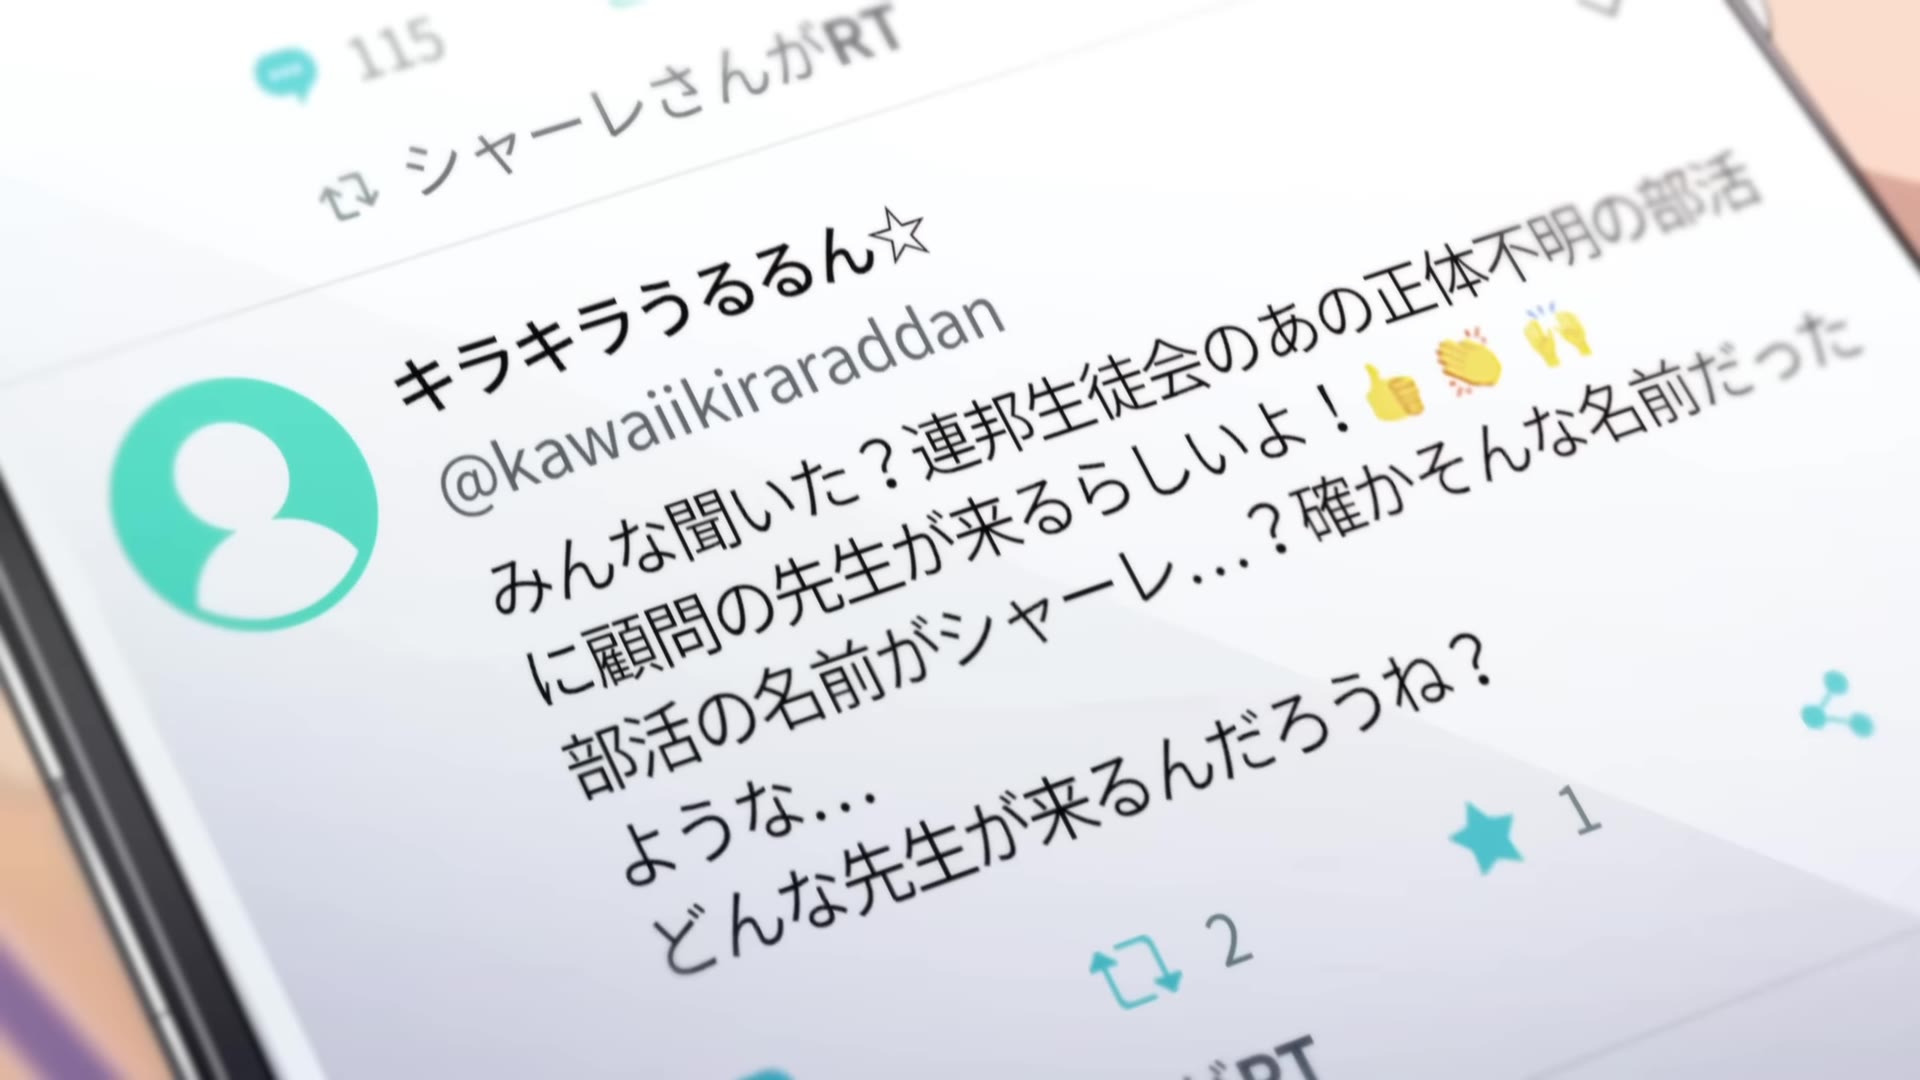 115
シャーレさんがRT
キラキラうるるん☆
@kawaiikiraraddan
みんな聞いた？連邦生徒会のあの正体不明の部活
に顧問の先生が来るらしいよ！👍👏🙌
部活の名前がシャーレ…？確かそんな名前だった
ような…
どんな先生が来るんだろうね？
1
2
がRT